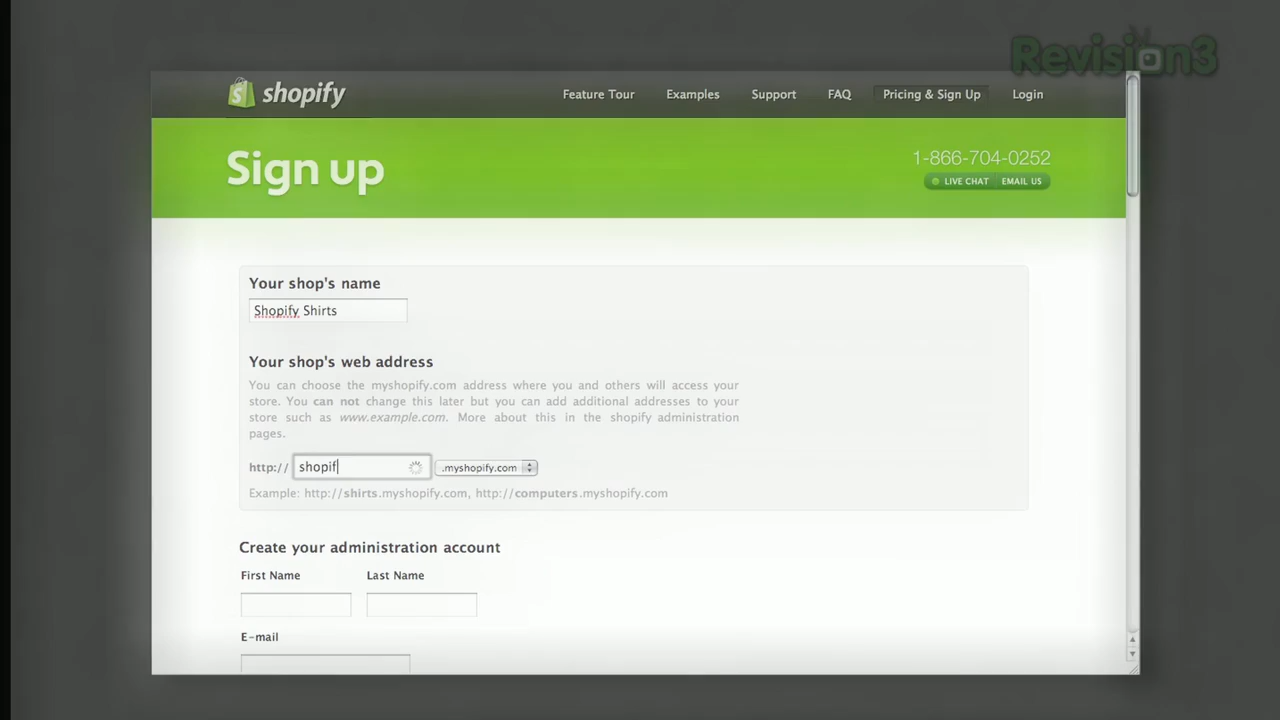 Revision3
shopify
Feature Tour Examples Support FAQ Pricing & Sign Up Login
Sign up
1-866-704-0252
LIVE CHAT EMAIL US
Your shop's name
Shopify Shirts
Your shop's web address
You can choose the myshopify.com address where you and others will access your
store. You can not change this later but you can add additional addresses to your
store such as www.example.com. More about this in the shopify administration
pages.
http:// shopif .myshopify.com
Example: http://shirts.myshopify.com, http://computers.myshopify.com
Create your administration account
First Name Last Name
E-mail